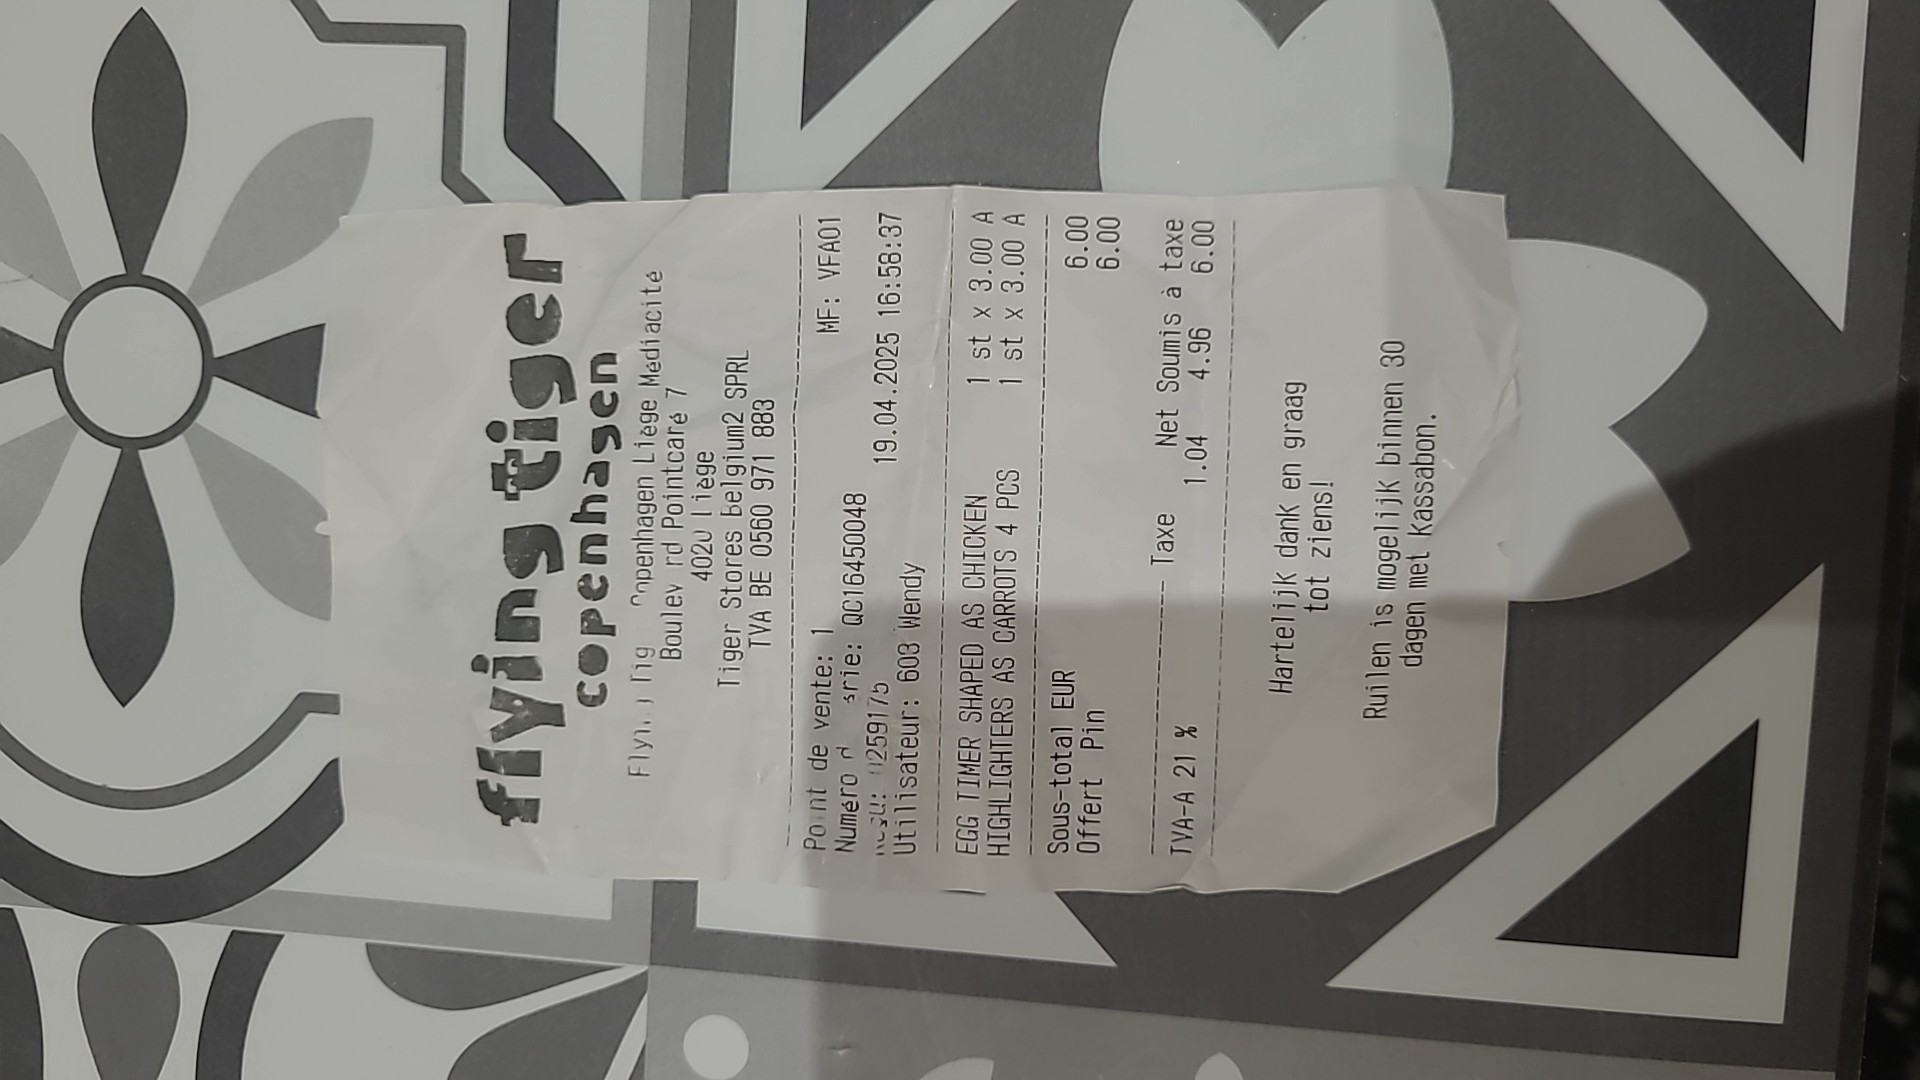 flying tiger
copenhagen
Copenhagen Liège Médiacité
rd Pointcaré 7
4020 Liège
Tiger Stores Belgium2 SPRL
TVA BE 0560 971 883
Point de vente: 1 MF: VFA01
Numéro QC16450048
19.04.2025 16:58:37
Utilisateur: 603 Wendy
EGG TIMER SHAPED AS CHICKEN 1 st x 3.00 A
HIGHLIGHTERS AS CARROTS 4 PCS 1 st x 3.00 A
Sous-total EUR 6.00
Offert Pin 6.00
Taxe Net Soumis à taxe
TVA-A 21 % 1.04 4.96 6.00
Hartelijk dank en graag
tot ziens!
Ruilen is mogelijk binnen 30
dagen met Kassabon.